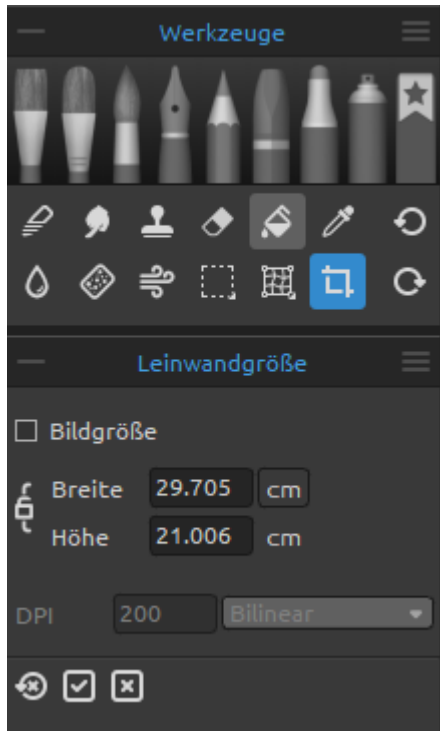 Werkzeuge
Leinwandgröße
Bildgröße
Breite 29.705 cm
Höhe 21.006 cm
DPI 200 Bilinear